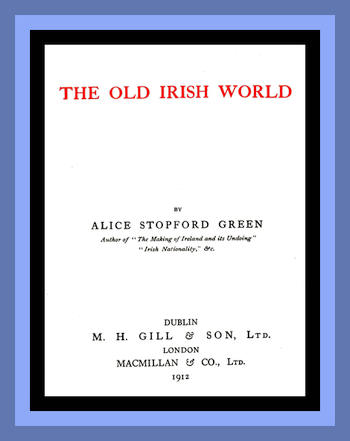 THE OLD IRISH WORLD
BY
ALICE STOPFORD GREEN
Author of "The Making of Ireland and its Undoing"
"Irish Nationality," &c.
DUBLIN
M. H. GILL & SON, LTD.
LONDON
MACMILLAN & CO., LTD.
1912